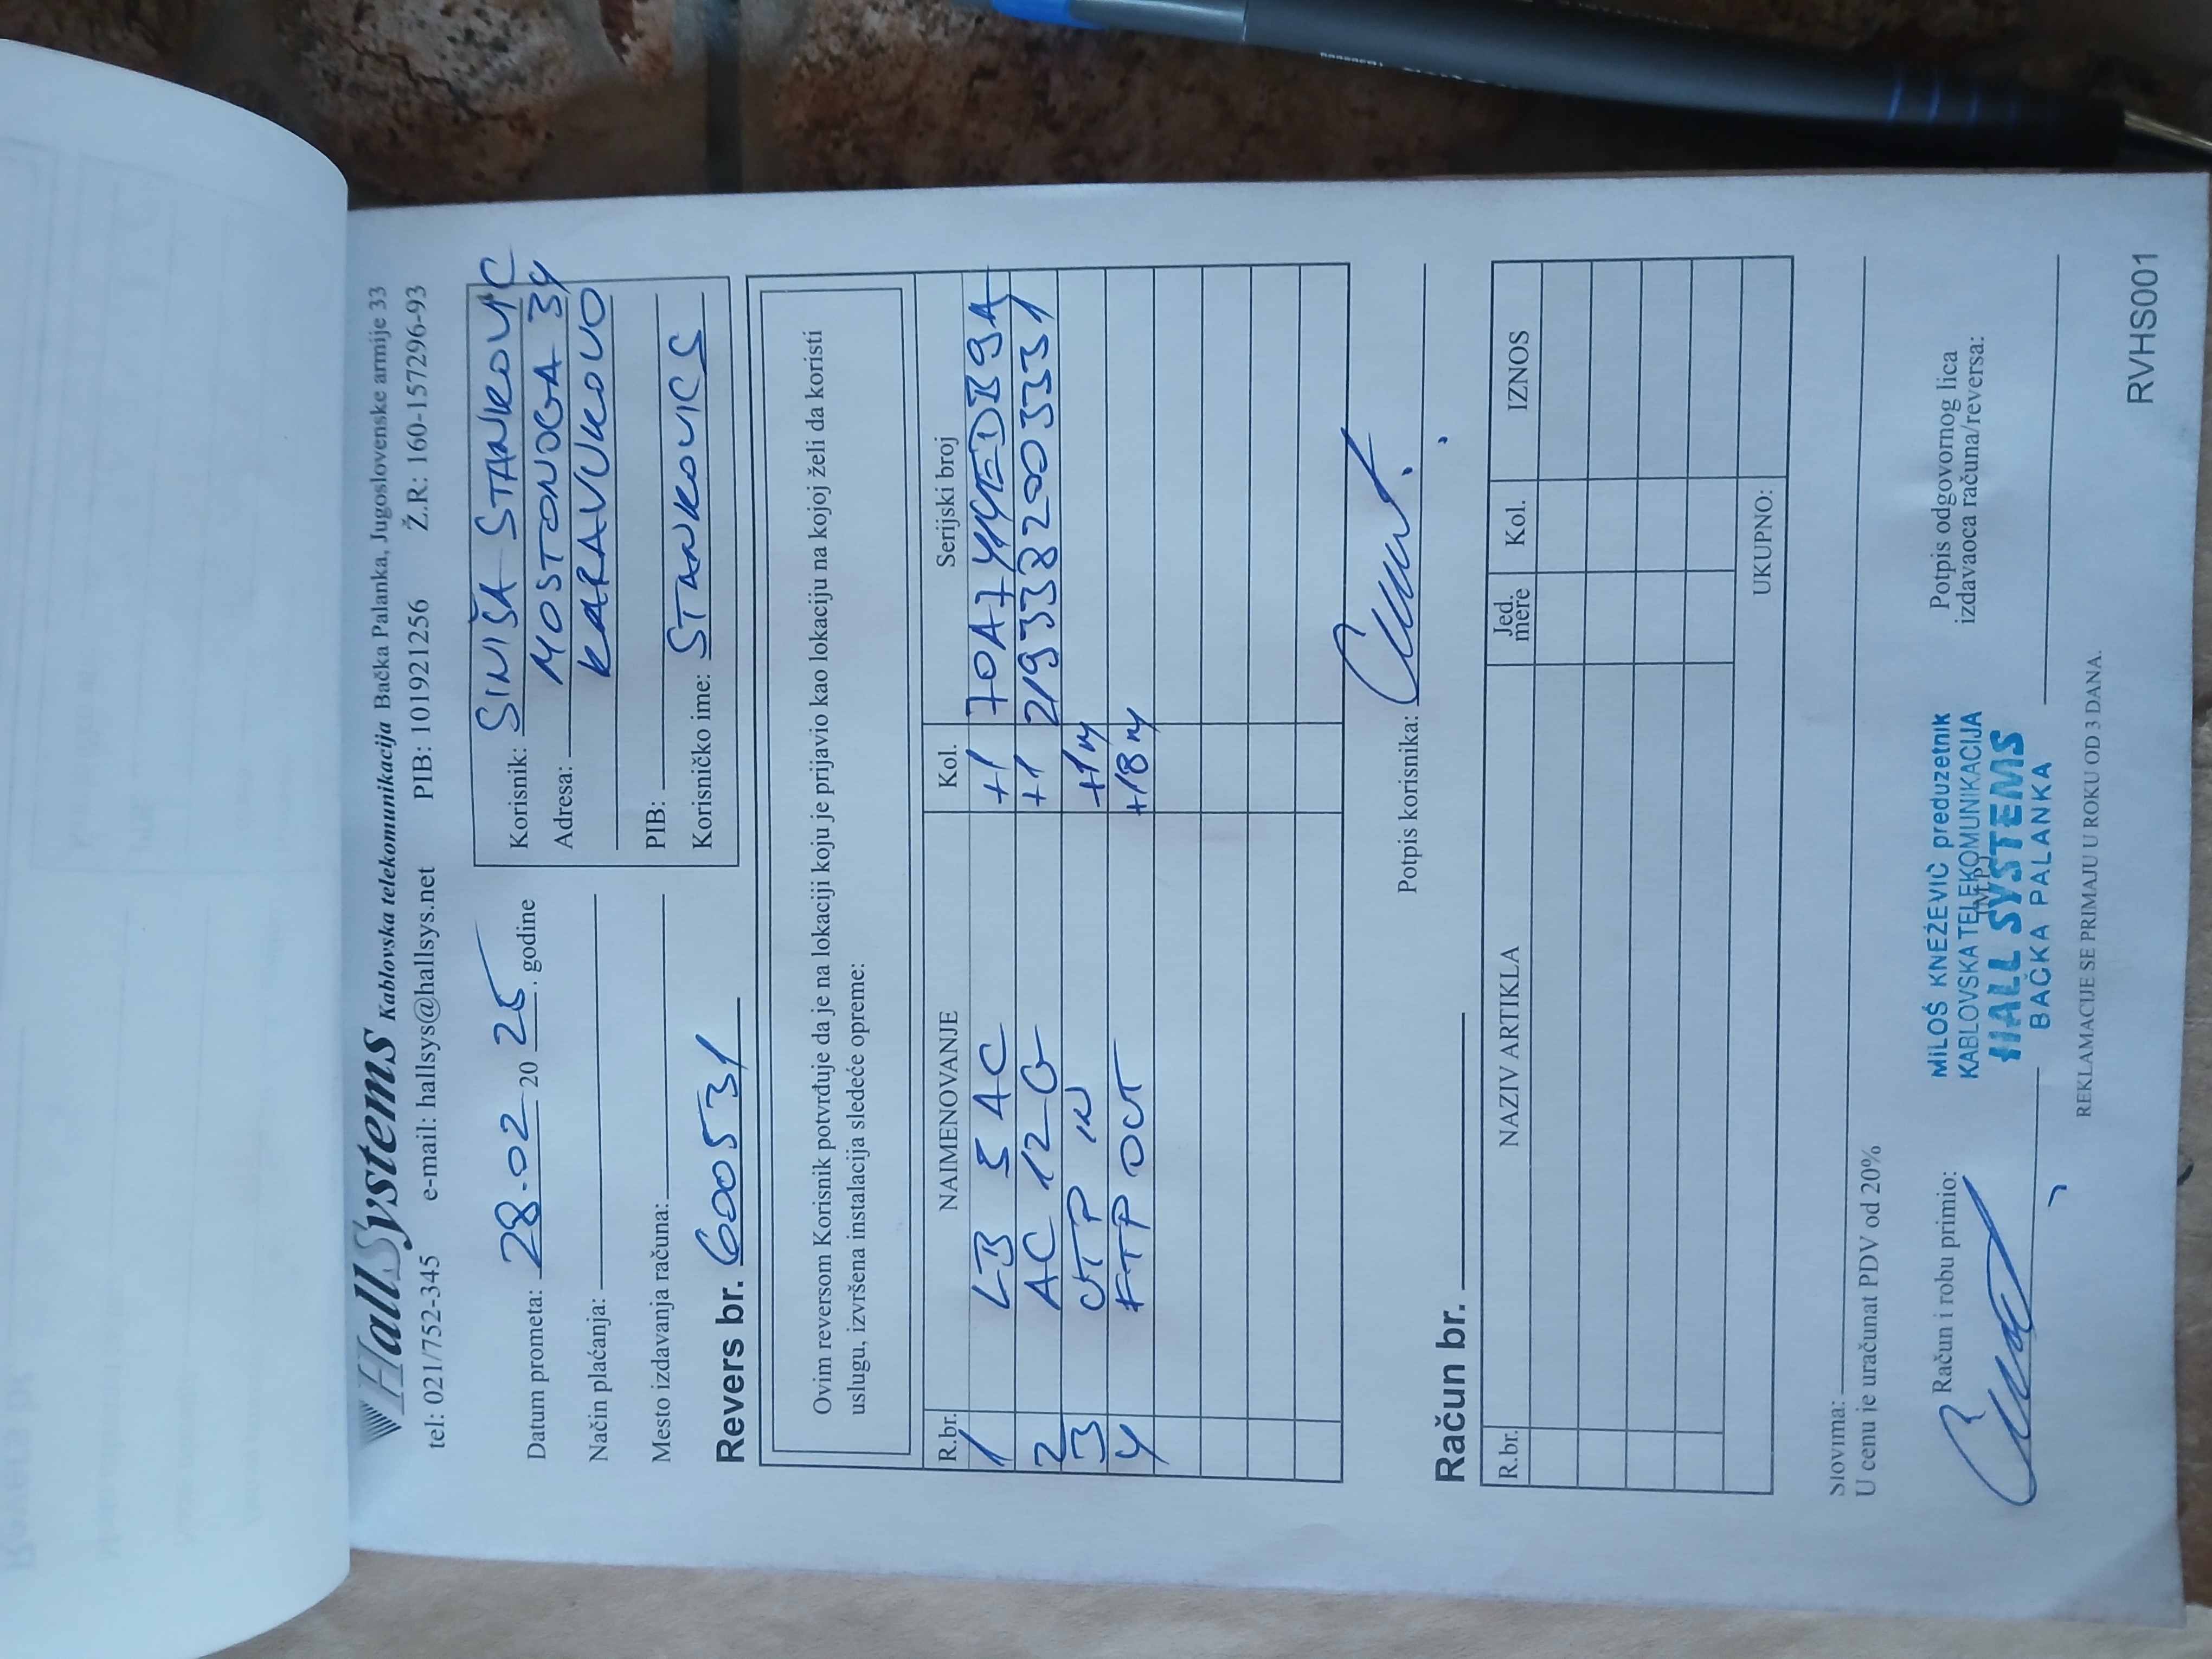 HallSystems Kablovska telekomunikacija Bačka Palanka, Jugoslovenske armije 33
tel: 021/752-345 e-mail: hallsys@hallsys.net PIB: 101921256 Ž.R: 160-157296-93
Datum prometa: 28.02 20 25. godine
Način plaćanja:
Mesto izdavanja računa:
Revers br. 600531
Korisnik: SINIŠA STANKOVIĆ
Adresa: MOSTONOGA 34
KARAVUKOVO
PIB:
Korisničko ime: STANKOVICS
Ovim reversom Korisnik potvrđuje da je na lokaciji koju je prijavio kao lokaciju na kojoj želi da koristi
uslugu, izvršena instalacija sledeće opreme:
R.br. NAIMENOVANJE Kol. Serijski broj
1 LB 5 AC +1 70A744EDB9A
2 AC 12G +1 2193382003331
3 UTP IN +1m
4 FTP OUT +18m
Potpis korisnika:
Račun br.
R.br. NAZIV ARTIKLA Jed. mere Kol. IZNOS
UKUPNO:
Slovima:
U cenu je uračunat PDV od 20%
Račun i robu primio:
MILOŠ KNEŽEVIĆ preduzetnik
KABLOVSKA TELEKOMUNIKACIJA
HALL SYSTEMS
BAČKA PALANKA
Potpis odgovornog lica
izdavaoca računa/reversa:
REKLAMACIJE SE PRIMAJU U ROKU OD 3 DANA.
RVHS001